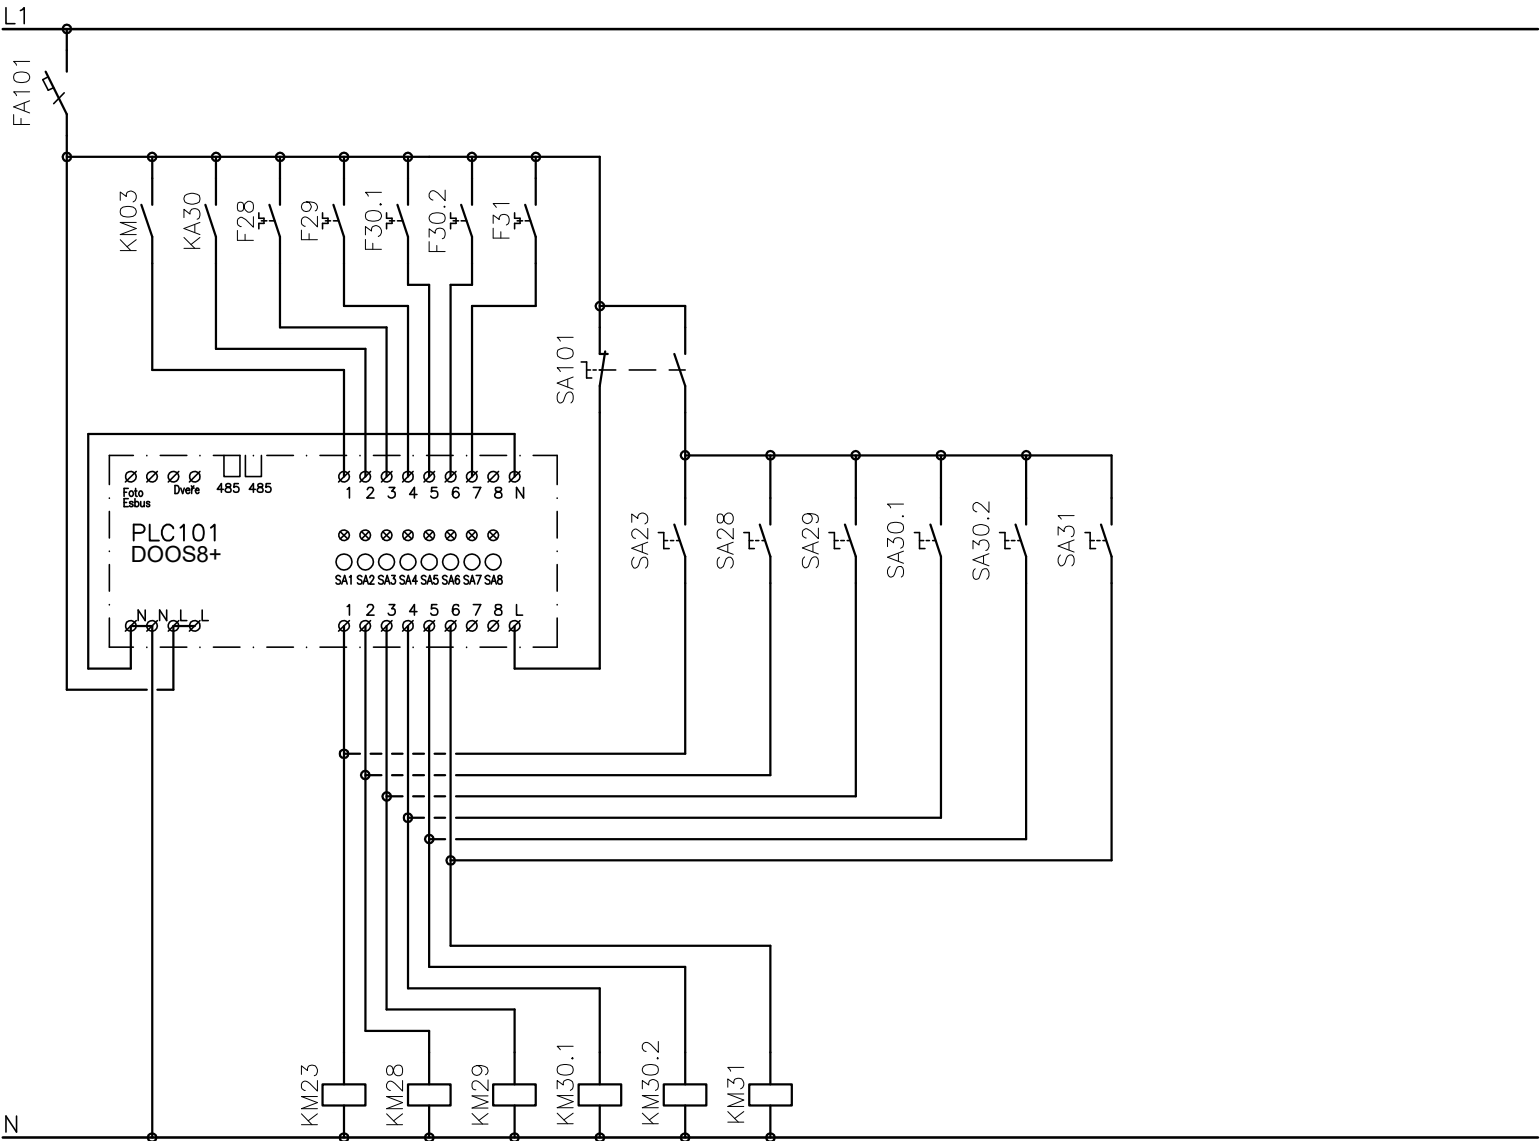 L1
FA101
KM03
KA30
F28
F29
F30.1
F30.2
F31
SA101
Foto
Esbus
Dveře
485 485
1 2 3 4 5 6 7 8 N
PLC101
DOOS8+
SA1 SA2 SA3 SA4 SA5 SA6 SA7 SA8
N N L L
1 2 3 4 5 6 7 8 L
SA23
SA28
SA29
SA30.1
SA30.2
SA31
KM23
KM28
KM29
KM30.1
KM30.2
KM31
N